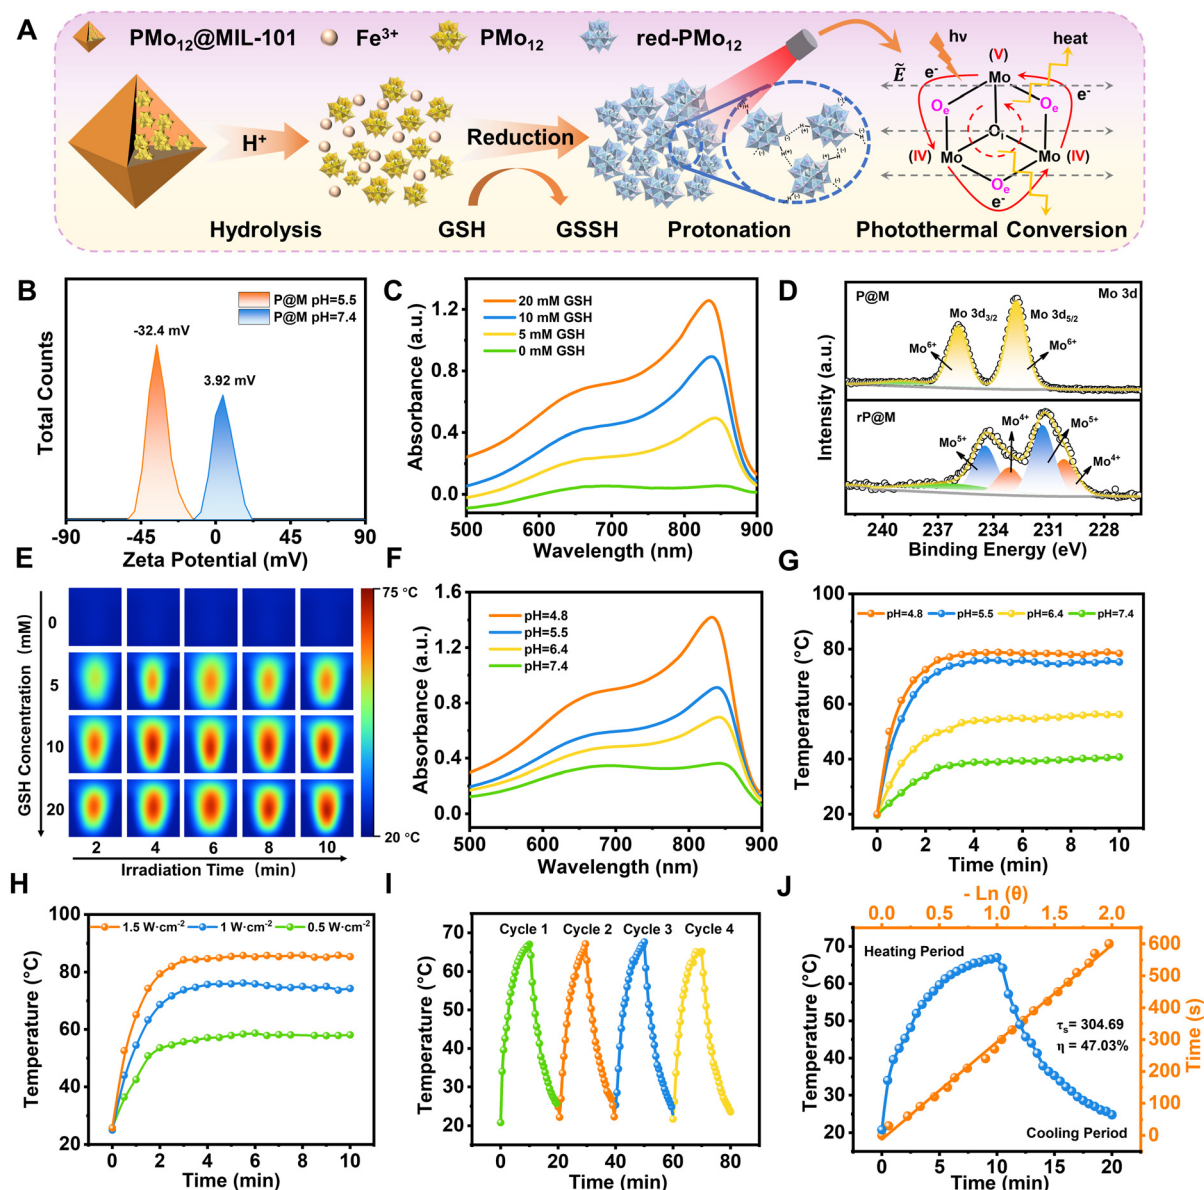 A
PMo₁₂@MIL-101 Fe³⁺ PMo₁₂ red-PMo₁₂
H⁺ Reduction
Hydrolysis GSH GSSH Protonation Photothermal Conversion
hν heat
(V)
Ẽ e⁻ Mo e⁻
Oₑ Oₑ
(IV) Mo Mo (IV)
Oₑ
e⁻
B
P@M pH=5.5
P@M pH=7.4
-32.4 mV
3.92 mV
Total Counts
-90 -45 0 45 90
Zeta Potential (mV)
C
20 mM GSH
10 mM GSH
5 mM GSH
0 mM GSH
Absorbance (a.u.)
1.2
0.8
0.4
0.0
500 600 700 800 900
Wavelength (nm)
D
P@M Mo 3d
Mo 3d₃/₂ Mo 3d₅/₂
Mo⁶⁺ Mo⁶⁺
rP@M
Mo⁵⁺ Mo⁴⁺ Mo⁵⁺ Mo⁴⁺
Intensity (a.u.)
240 237 234 231 228
Binding Energy (eV)
E
GSH Concentration (mM)
0
5
10
20
75 °C
20 °C
2 4 6 8 10
Irradiation Time (min)
F
pH=4.8
pH=5.5
pH=6.4
pH=7.4
Absorbance (a.u.)
1.6
1.2
0.8
0.4
0.0
500 600 700 800 900
Wavelength (nm)
G
pH=4.8 pH=5.5 pH=6.4 pH=7.4
Temperature (°C)
100
80
60
40
20
0 2 4 6 8 10
Time (min)
H
1.5 W·cm⁻² 1 W·cm⁻² 0.5 W·cm⁻²
Temperature (°C)
100
80
60
40
20
0 2 4 6 8 10
Time (min)
I
Cycle 1 Cycle 2 Cycle 3 Cycle 4
Temperature (°C)
70
60
50
40
30
20
0 20 40 60 80
Time (min)
J
- Ln (θ)
0.0 0.5 1.0 1.5 2.0
Heating Period
τₛ= 304.69
η = 47.03%
Cooling Period
Temperature (°C)
70
60
50
40
30
20
Time (s)
600
500
400
300
200
100
0
0 5 10 15 20
Time (min)